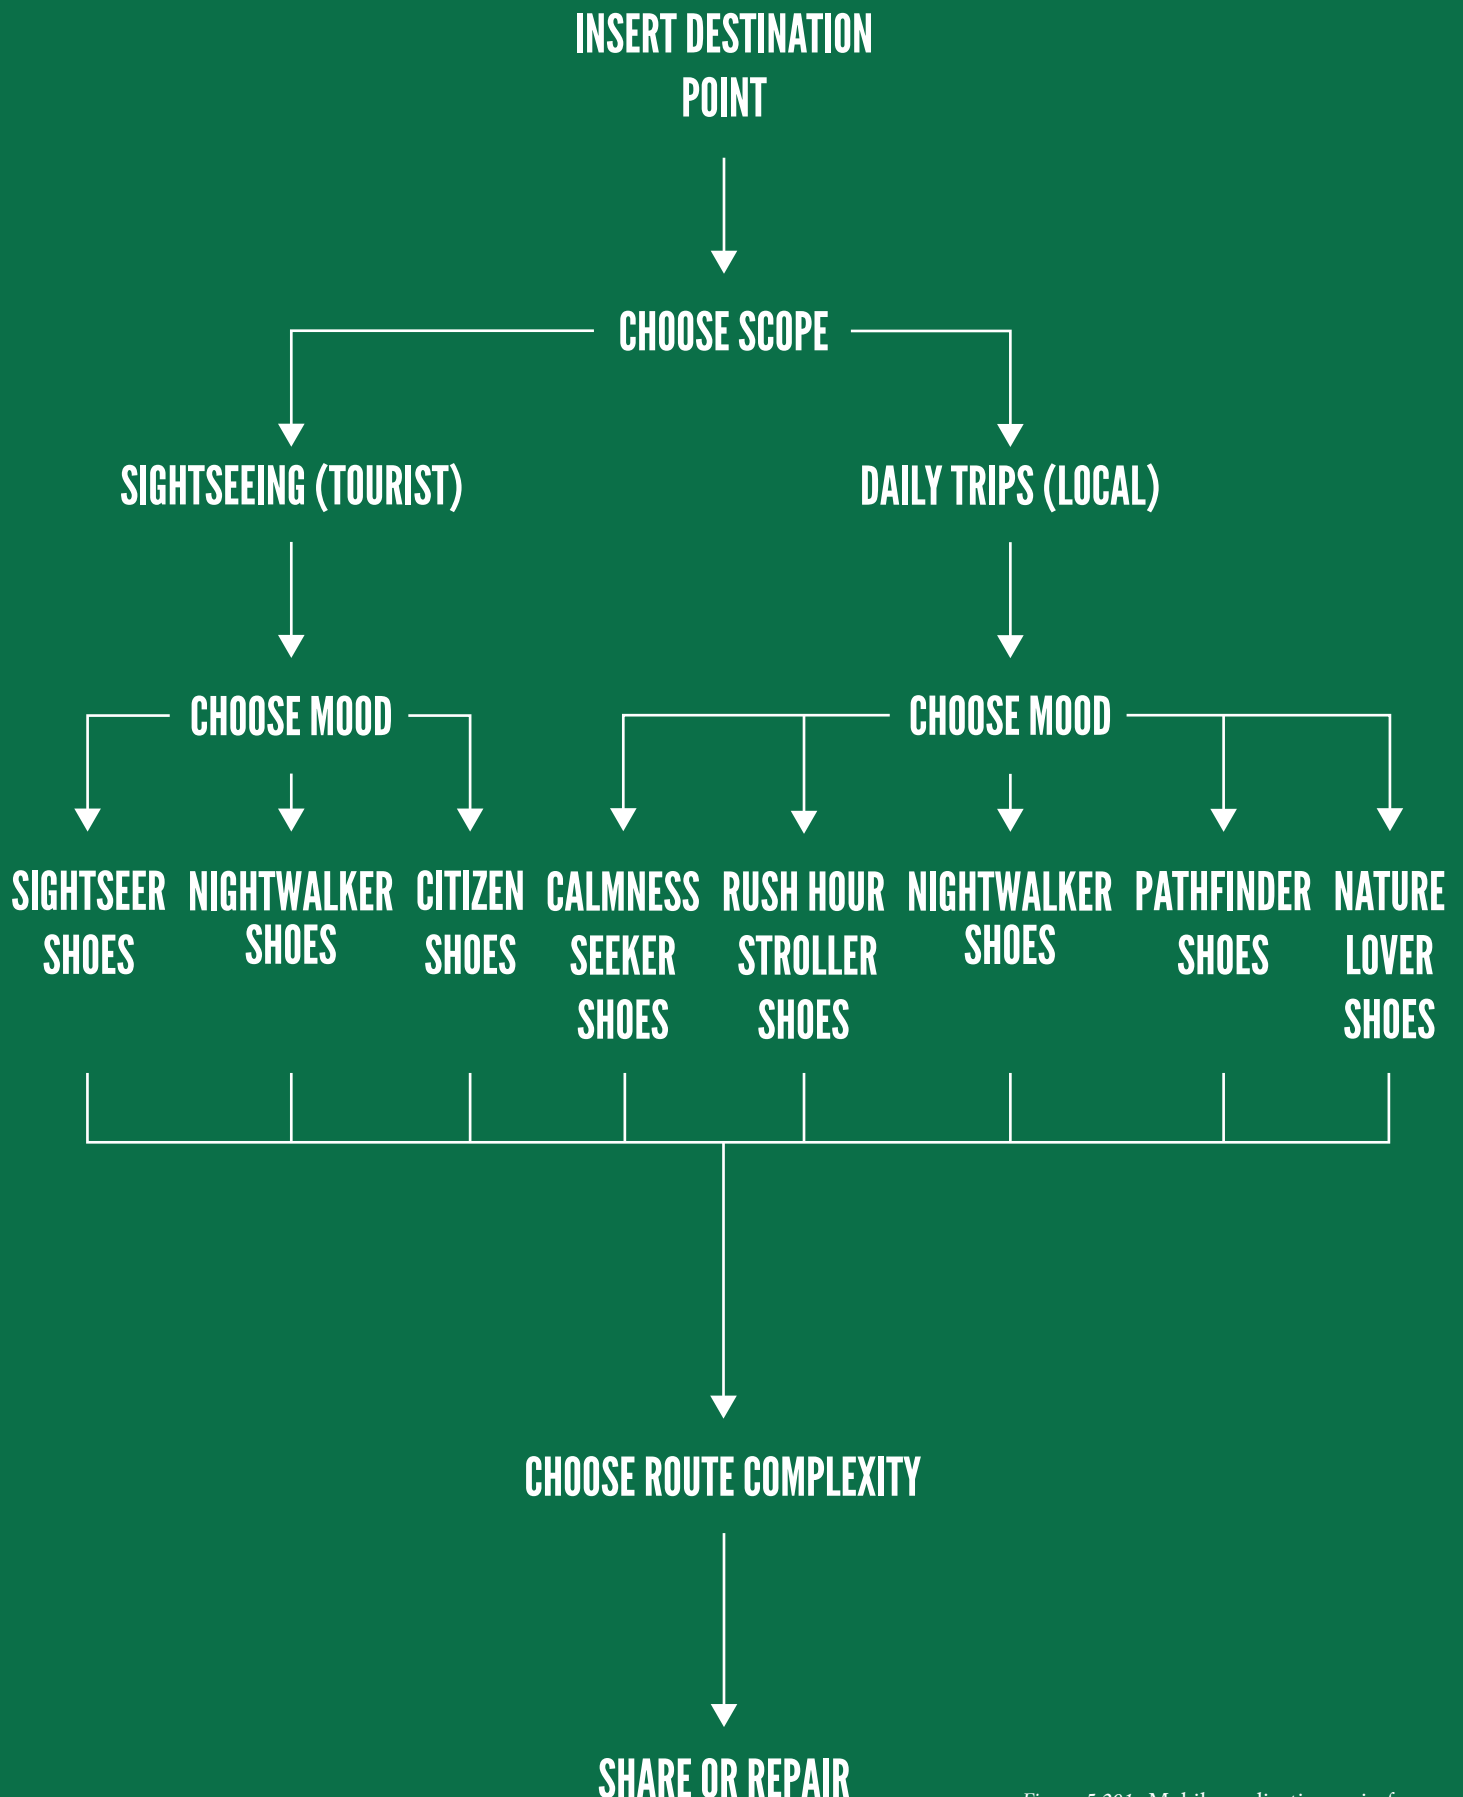 INSERT DESTINATION
POINT
CHOOSE SCOPE
SIGHTSEEING (TOURIST)
DAILY TRIPS (LOCAL)
CHOOSE MOOD
CHOOSE MOOD
SIGHTSEER
SHOES
NIGHTWALKER
SHOES
CITIZEN
SHOES
CALMNESS
SEEKER
SHOES
RUSH HOUR
STROLLER
SHOES
NIGHTWALKER
SHOES
PATHFINDER
SHOES
NATURE
LOVER
SHOES
CHOOSE ROUTE COMPLEXITY
SHARE OR REPAIR